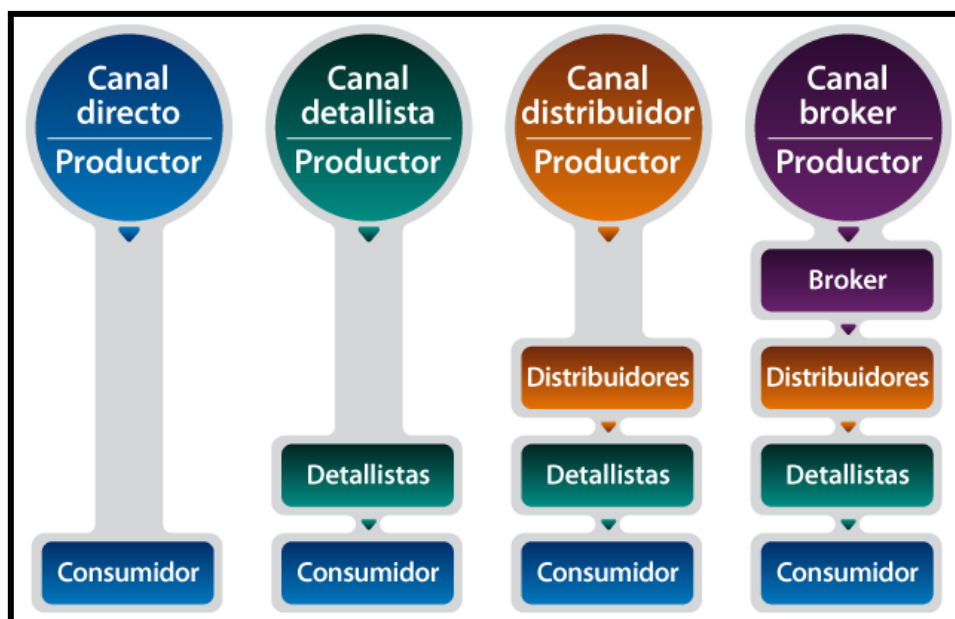 Canal
directo
Productor
Consumidor
Canal
detallista
Productor
Detallistas
Consumidor
Canal
distribuidor
Productor
Distribuidores
Detallistas
Consumidor
Canal
broker
Productor
Broker
Distribuidores
Detallistas
Consumidor